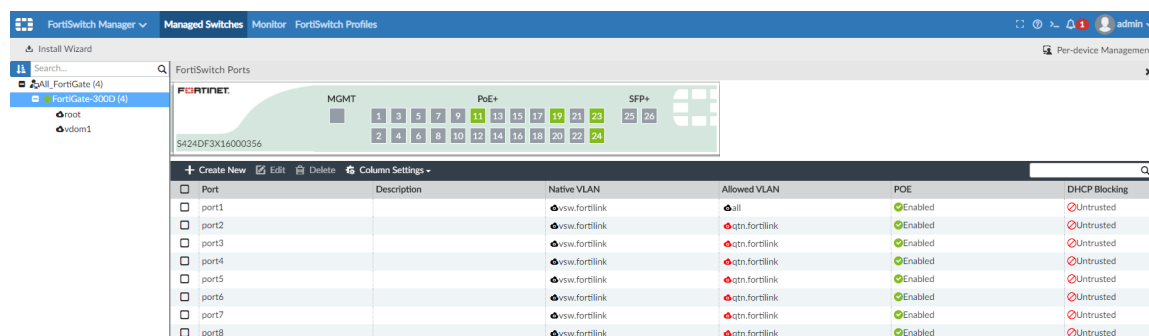 FortiSwitch Manager Managed Switches Monitor FortiSwitch Profiles 1 admin
Install Wizard Per-device Managemen
Search... FortiSwitch Ports
All_FortiGate (4)
FortiGate-300D (4)
root
vdom1
FORTINET
MGMT PoE+ SFP+
1 3 5 7 9 11 13 15 17 19 21 23 25 26
2 4 6 8 10 12 14 16 18 20 22 24
S424DF3X16000356
Create New Edit Delete Column Settings
Port Description Native VLAN Allowed VLAN POE DHCP Blocking
port1 vsw.fortilink all Enabled Untrusted
port2 vsw.fortilink qtn.fortilink Enabled Untrusted
port3 vsw.fortilink qtn.fortilink Enabled Untrusted
port4 vsw.fortilink qtn.fortilink Enabled Untrusted
port5 vsw.fortilink qtn.fortilink Enabled Untrusted
port6 vsw.fortilink qtn.fortilink Enabled Untrusted
port7 vsw.fortilink qtn.fortilink Enabled Untrusted
port8 vsw.fortilink qtn.fortilink Enabled Untrusted